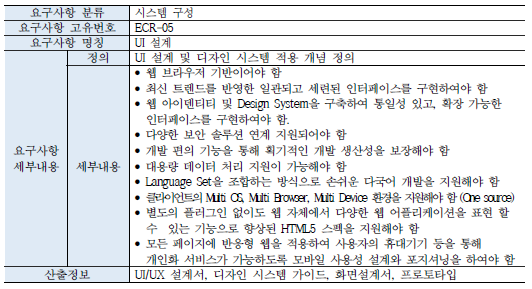 요구사항 분류 시스템 구성
요구사항 고유번호 ECR-05
요구사항 명칭 UI 설계
요구사항 세부내용
정의 UI 설계 및 디자인 시스템 적용 개념 정의
세부내용
• 웹 브라우저 기반이어야 함
• 최신 트렌드를 반영한 일관되고 세련된 인터페이스를 구현하여야 함
• 웹 아이덴티티 및 Design System을 구축하여 통일성 있고, 확장 가능한
인터페이스를 구현하여야 함.
• 다양한 보안 솔루션 연계 지원되어야 함
• 개발 편의 기능을 통해 획기적인 개발 생산성을 보장해야 함
• 대용량 데이터 처리 지원이 가능해야 함
• Language Set을 조합하는 방식으로 손쉬운 다국어 개발을 지원해야 함
• 클라이언트의 Multi OS, Multi Browser, Multi Device 환경을 지원해야 함 (One source)
• 별도의 플러그인 없이도 웹 자체에서 다양한 웹 어플리케이션을 표현 할
수 있는 기능으로 향상된 HTML5 스펙을 지원해야 함
• 모든 페이지에 반응형 웹을 적용하여 사용자의 휴대기기 등을 통해
개인화 서비스가 가능하도록 모바일 사용성 설계와 포지셔닝을 하여야 함
산출정보 UI/UX 설계서, 디자인 시스템 가이드, 화면설계서, 프로토타입